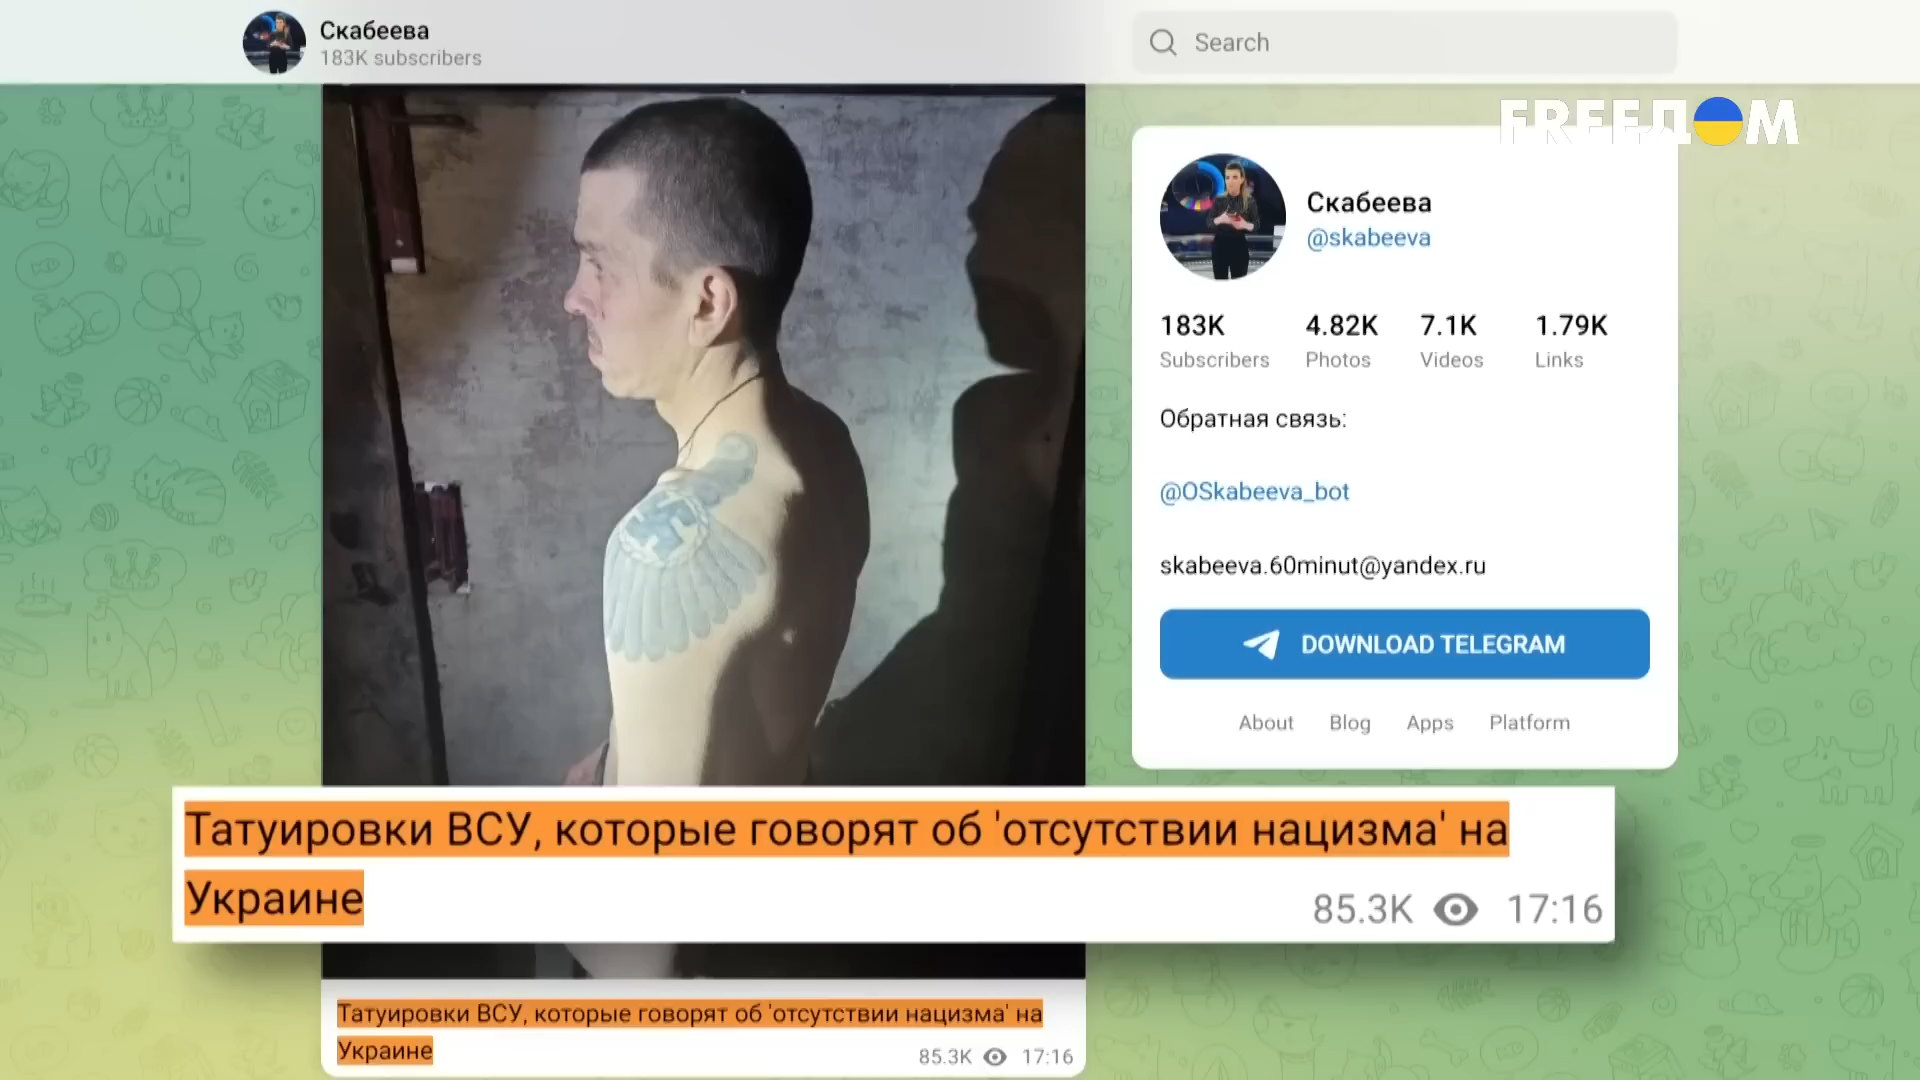 Скабеева
183K subscribers
Search
FREEДOM
Скабеева
@skabeeva
183K 4.82K 7.1K 1.79K
Subscribers Photos Videos Links
Обратная связь:
@OSkabeeva_bot
skabeeva.60minut@yandex.ru
DOWNLOAD TELEGRAM
About Blog Apps Platform
Татуировки ВСУ, которые говорят об 'отсутствии нацизма' на
Украине
85.3K 17:16
Татуировки ВСУ, которые говорят об 'отсутствии нацизма' на
Украине
85.3K 17:16